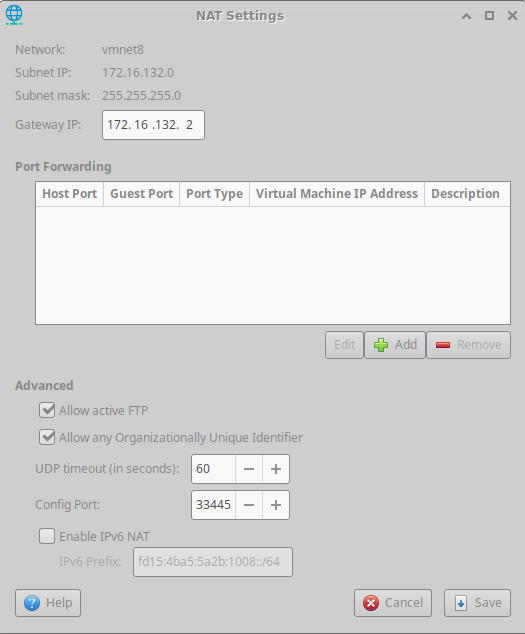 NAT Settings
Network: vmnet8
Subnet IP: 172.16.132.0
Subnet mask: 255.255.255.0
Gateway IP: 172. 16 .132. 2
Port Forwarding
Host Port Guest Port Port Type Virtual Machine IP Address Description
Edit Add Remove
Advanced
Allow active FTP
Allow any Organizationally Unique Identifier
UDP timeout (in seconds): 60
Config Port: 33445
Enable IPv6 NAT
IPv6 Prefix: fd15:4ba5:5a2b:1008::/64
Help Cancel Save